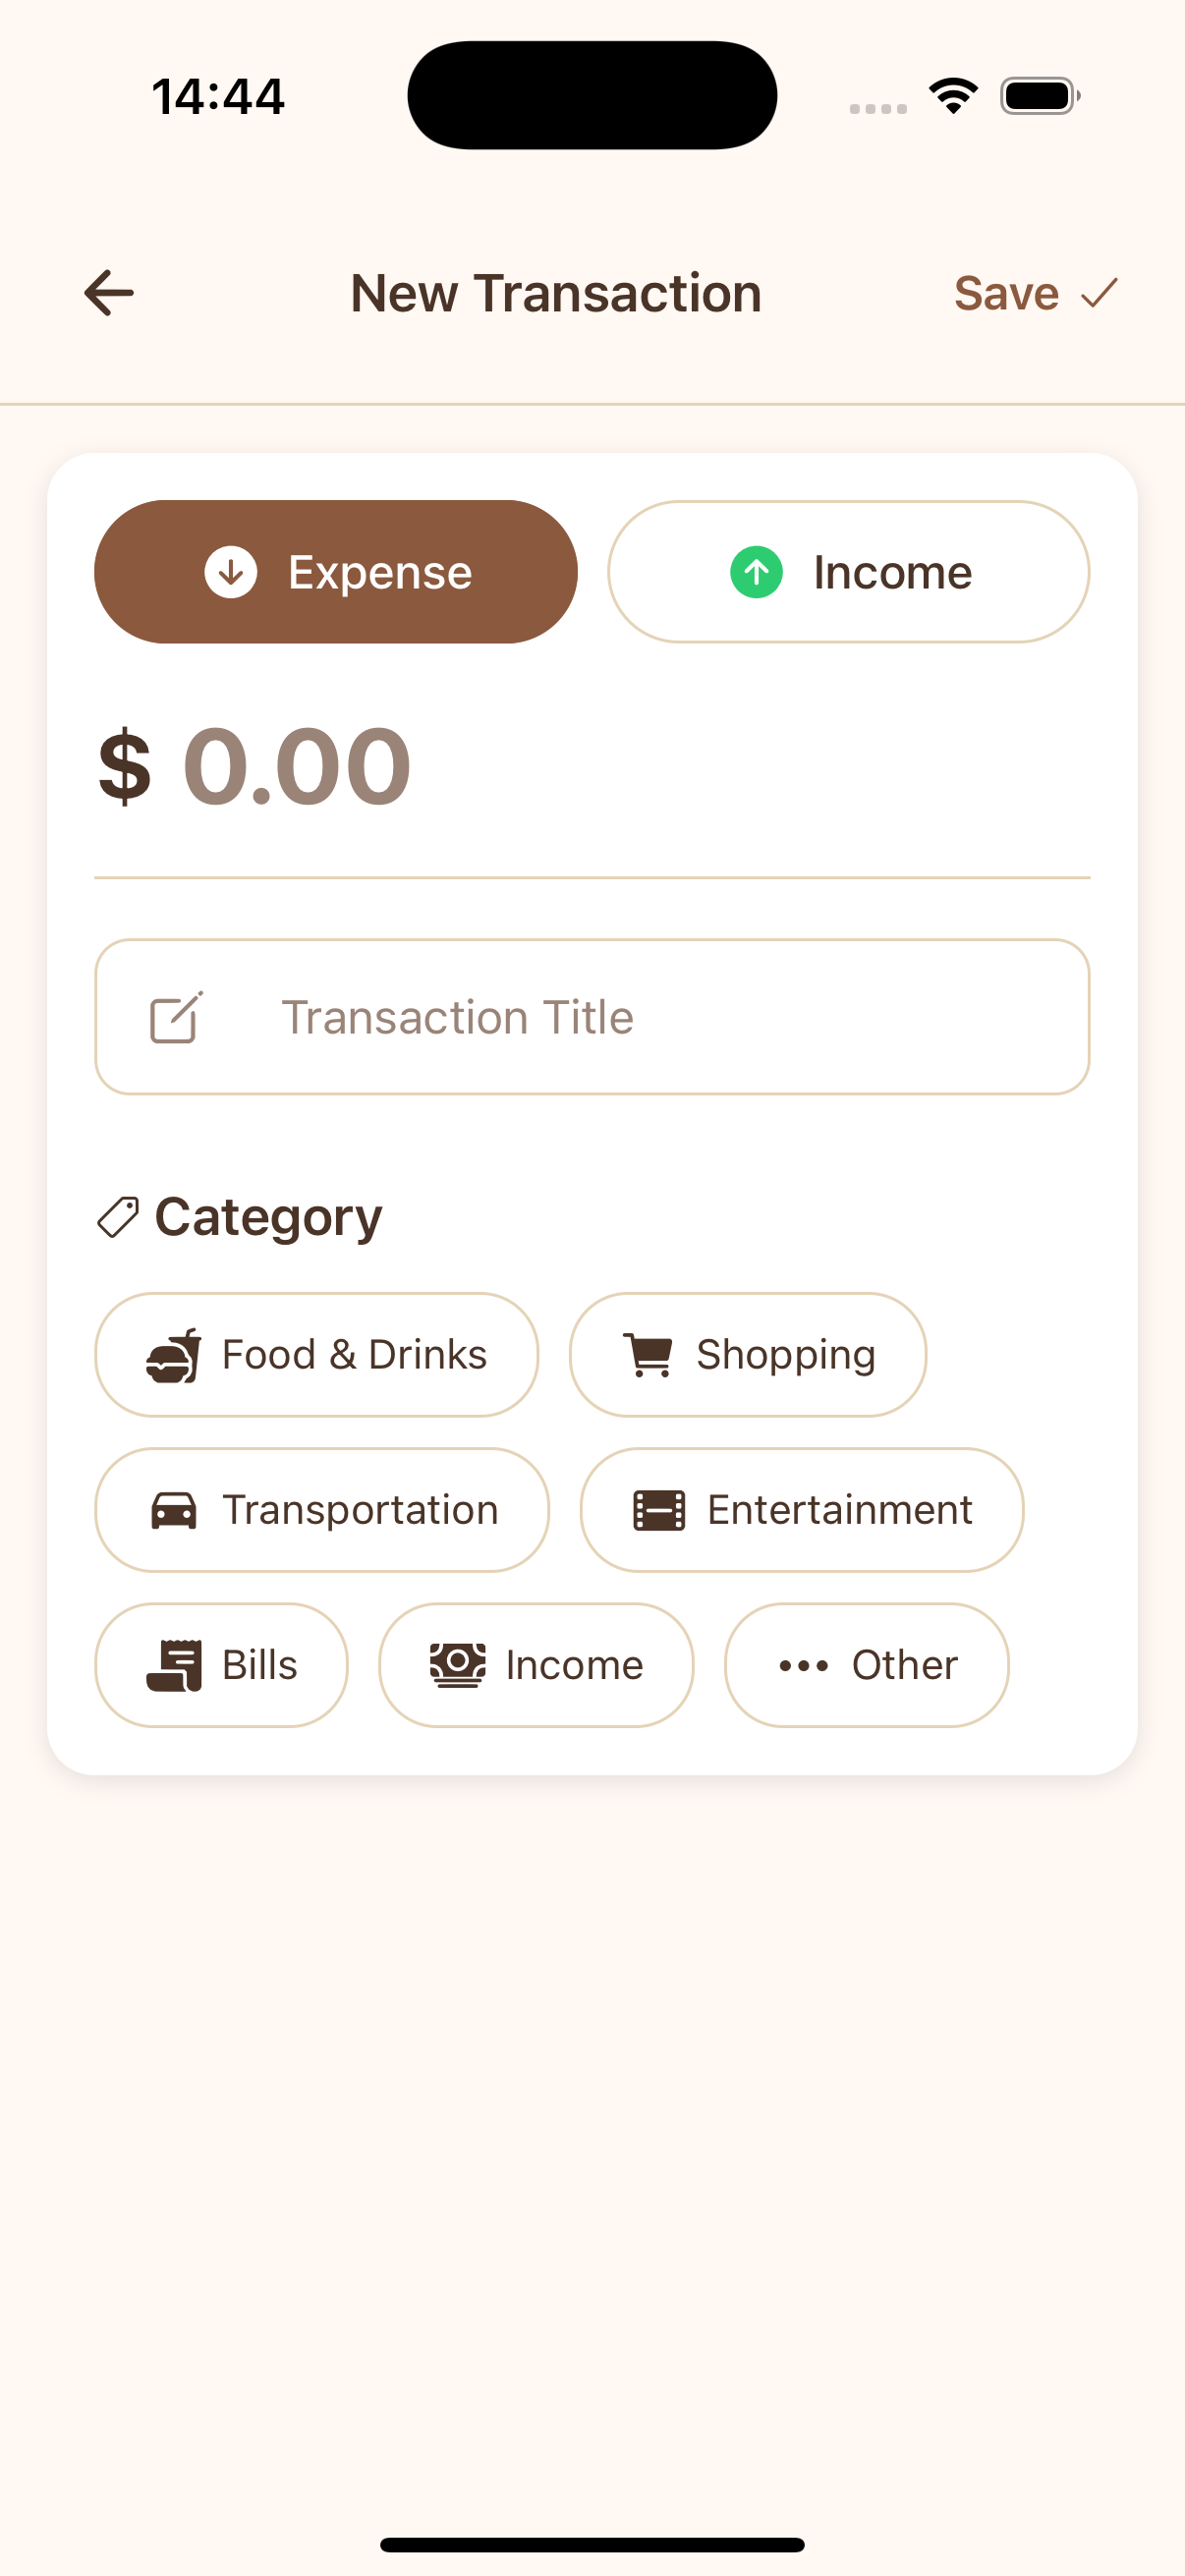 14:44
New Transaction
Save
Expense
Income
$ 0.00
Transaction Title
Category
Food & Drinks
Shopping
Transportation
Entertainment
Bills
Income
Other